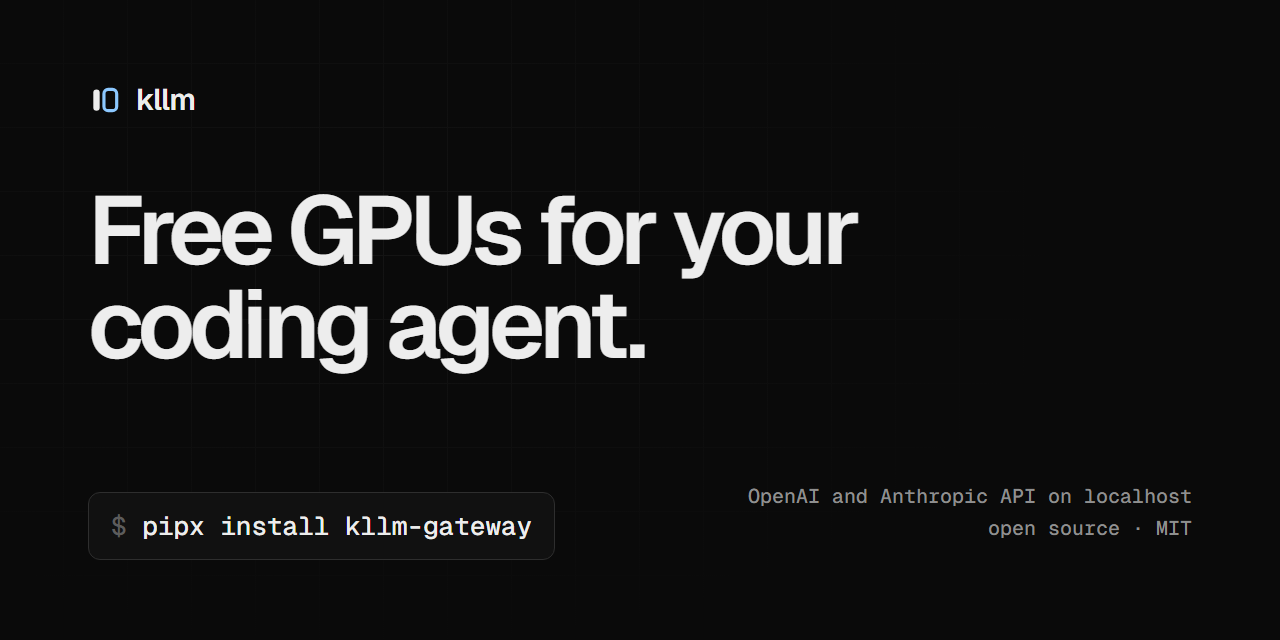 kllm
Free GPUs for your
coding agent.
$ pipx install kllm-gateway
OpenAI and Anthropic API on localhost
open source · MIT